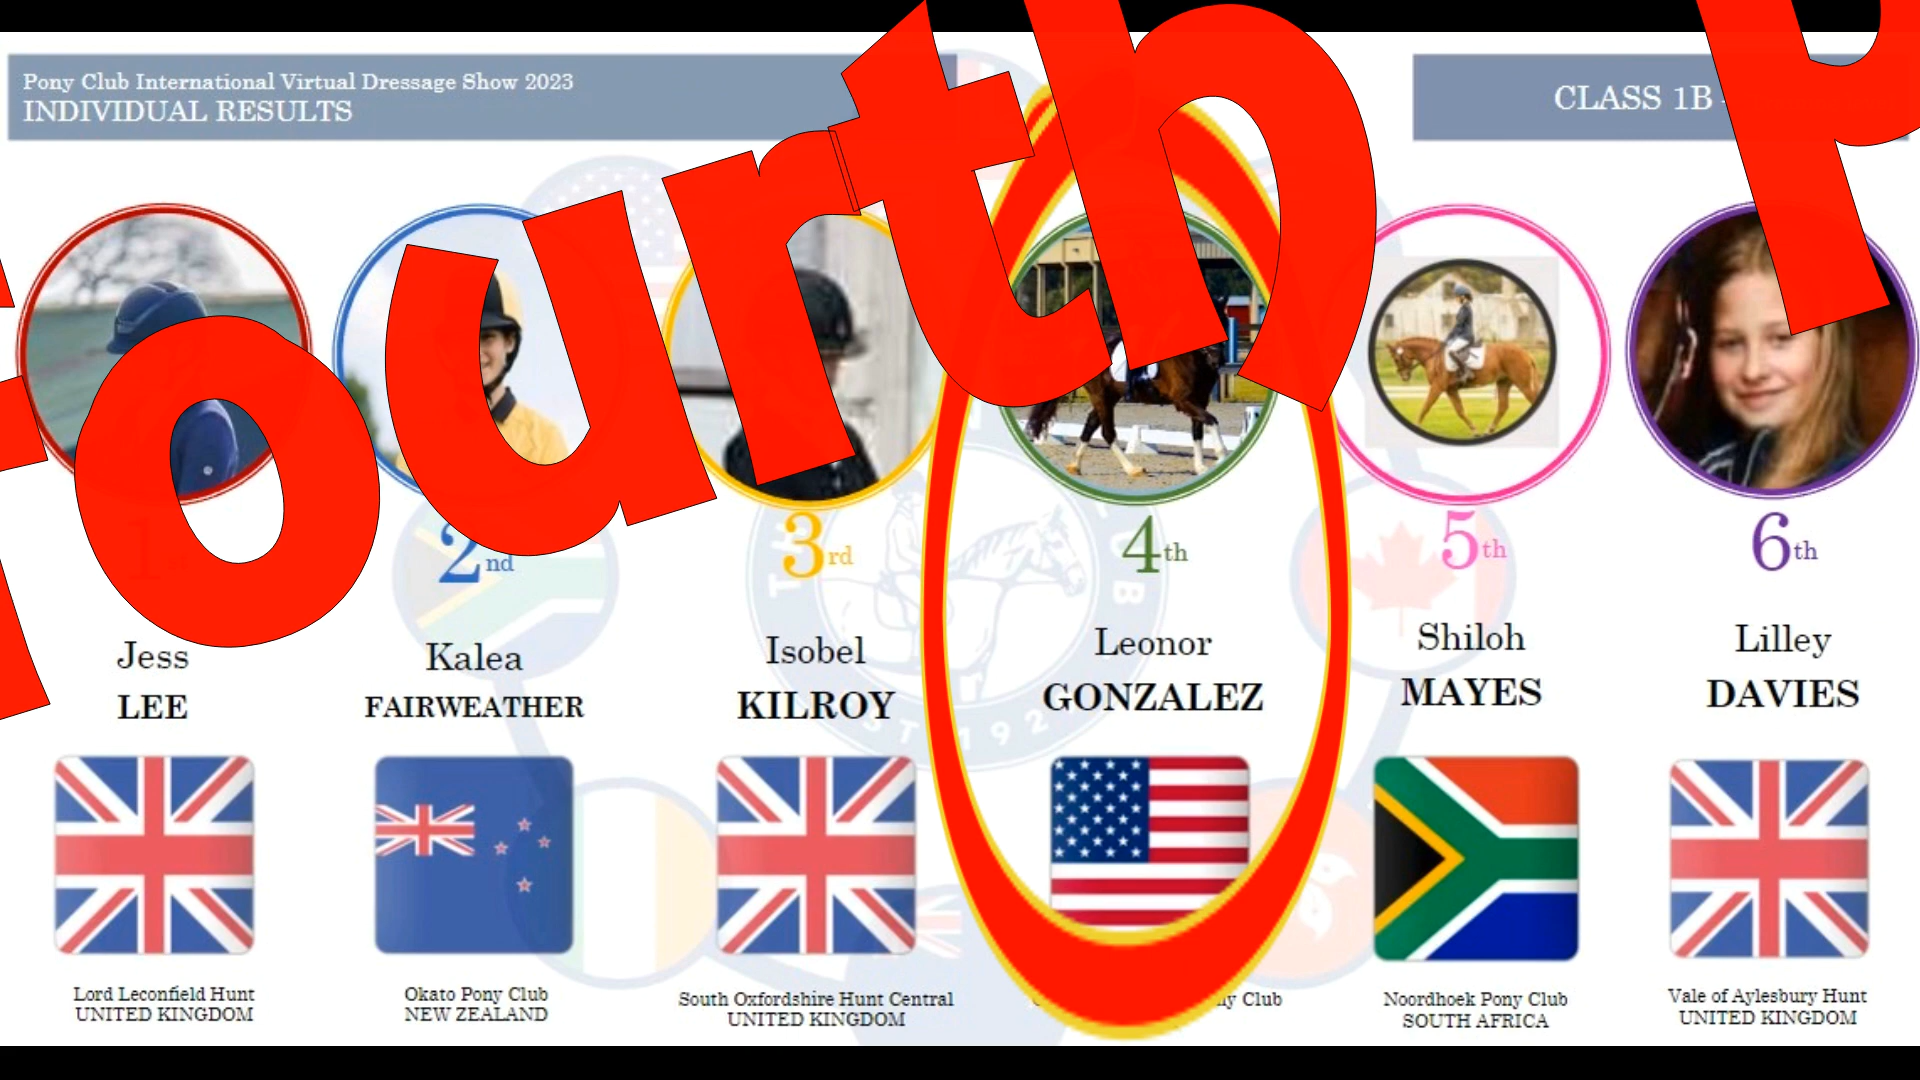 Pony Club International Virtual Dressage Show 2023
INDIVIDUAL RESULTS
CLASS 1B -
Fourth P
1st
2nd
3rd
4th
5th
6th
Jess
LEE
Kalea
FAIRWEATHER
Isobel
KILROY
Leonor
GONZALEZ
Shiloh
MAYES
Lilley
DAVIES
Lord Leconfield Hunt
UNITED KINGDOM
Okato Pony Club
NEW ZEALAND
South Oxfordshire Hunt Central
UNITED KINGDOM
Club
Noordhoek Pony Club
SOUTH AFRICA
Vale of Aylesbury Hunt
UNITED KINGDOM